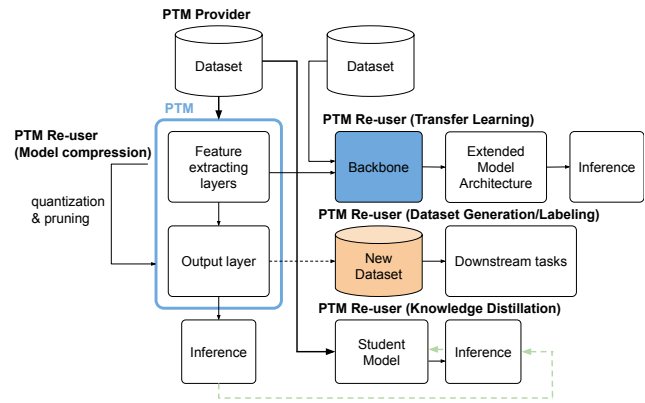 PTM Provider
Dataset
Dataset
PTM
PTM Re-user (Transfer Learning)
PTM Re-user
(Model compression)
Feature
extracting
layers
Backbone
Extended
Model
Architecture
Inference
quantization
& pruning
PTM Re-user (Dataset Generation/Labeling)
Output layer
New
Dataset
Downstream tasks
PTM Re-user (Knowledge Distillation)
Inference
Student
Model
Inference